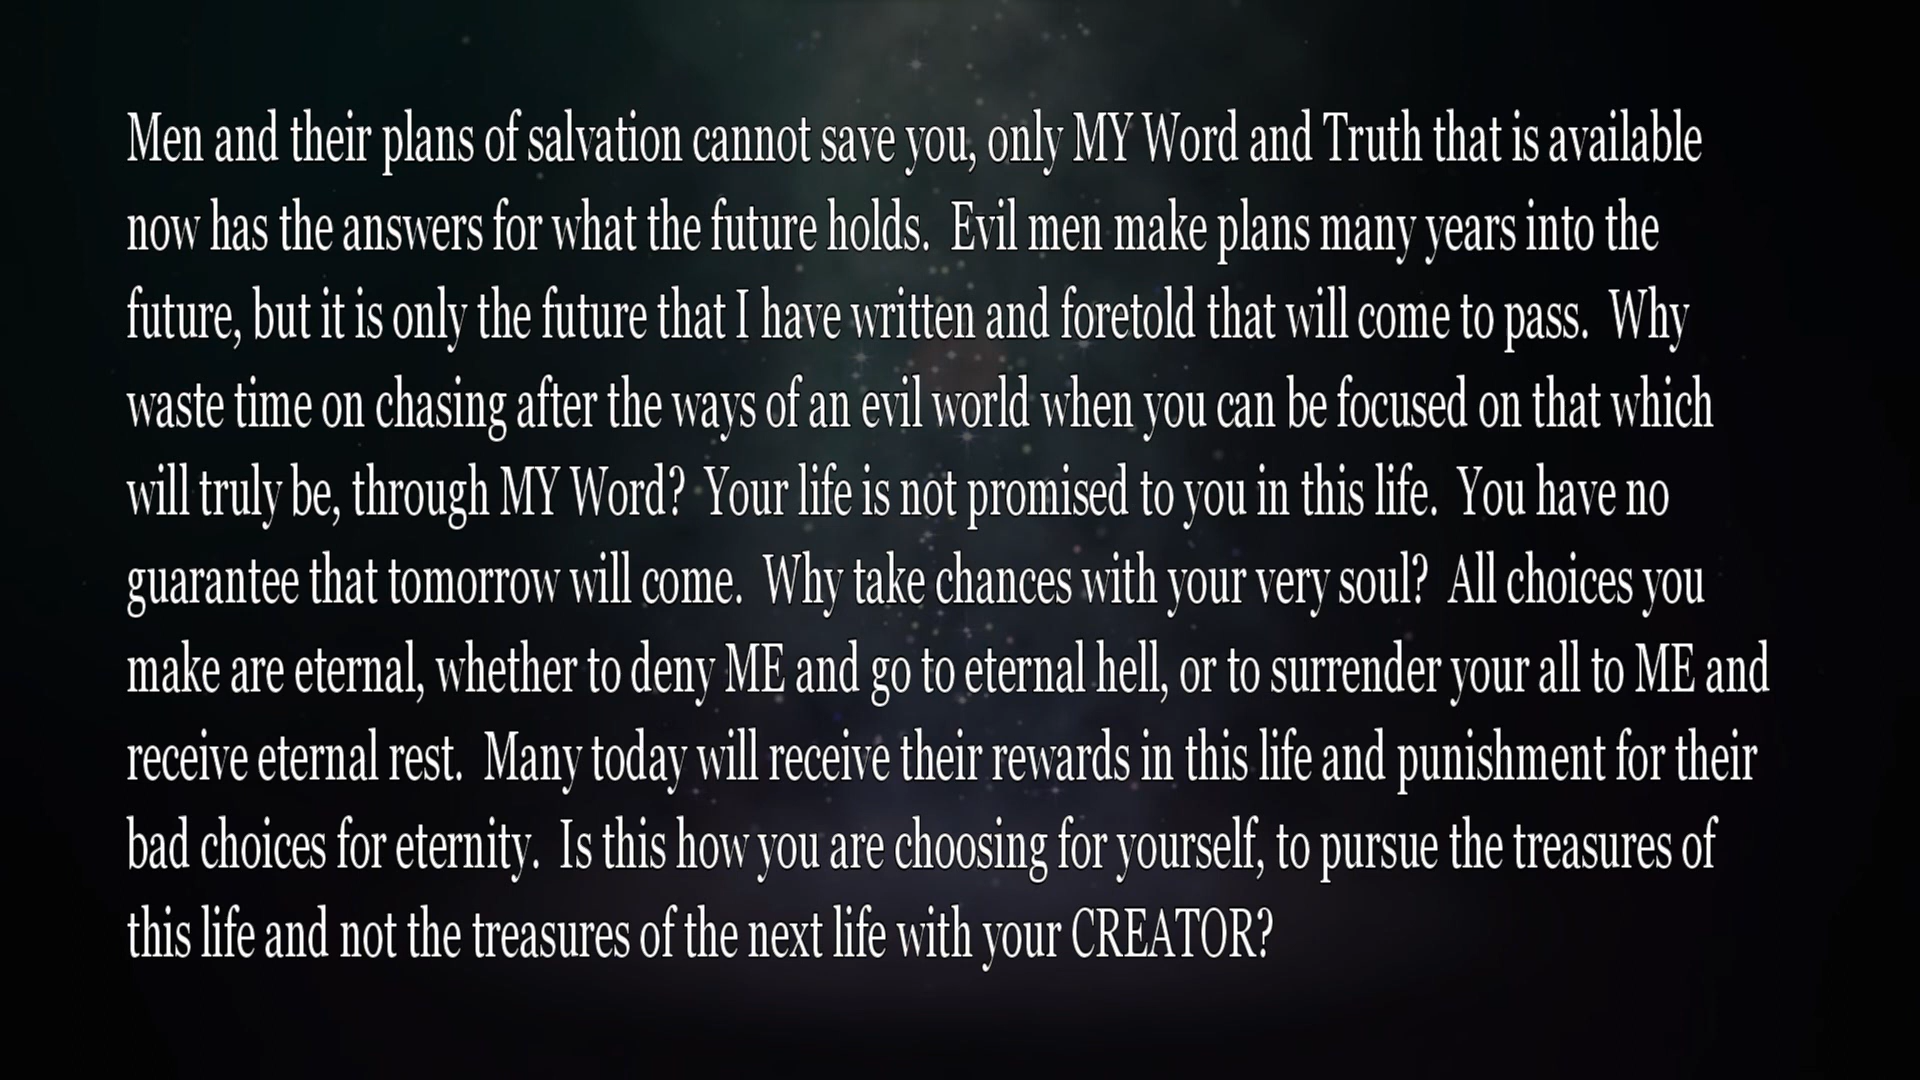 Men and their plans of salvation cannot save you, only MY Word and Truth that is available
now has the answers for what the future holds.  Evil men make plans many years into the
future, but it is only the future that I have written and foretold that will come to pass.  Why
waste time on chasing after the ways of an evil world when you can be focused on that which
will truly be, through MY Word?  Your life is not promised to you in this life.  You have no
guarantee that tomorrow will come.  Why take chances with your very soul?  All choices you
make are eternal, whether to deny ME and go to eternal hell, or to surrender your all to ME and
receive eternal rest.  Many today will receive their rewards in this life and punishment for their
bad choices for eternity.  Is this how you are choosing for yourself, to pursue the treasures of
this life and not the treasures of the next life with your CREATOR?